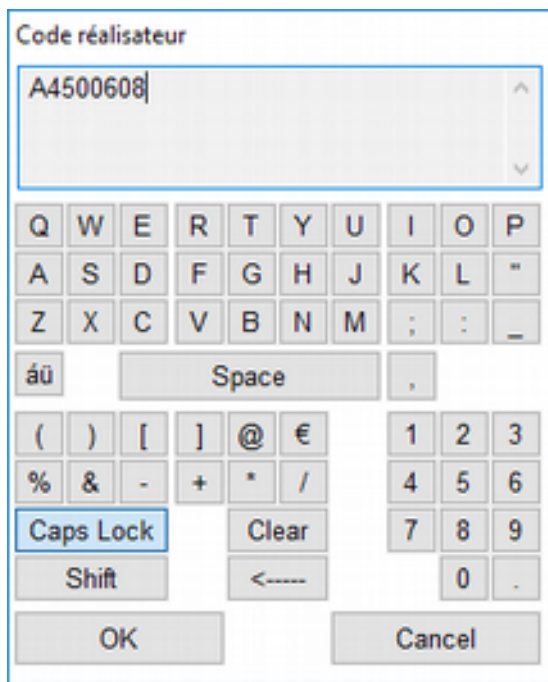 Code réalisateur
A4500608
Q W E R T Y U I O P
A S D F G H J K L "
Z X C V B N M ; : _
áü Space ,
( ) [ ] @ € 1 2 3
% & - + * / 4 5 6
Caps Lock Clear 7 8 9
Shift <----- 0 .
OK Cancel